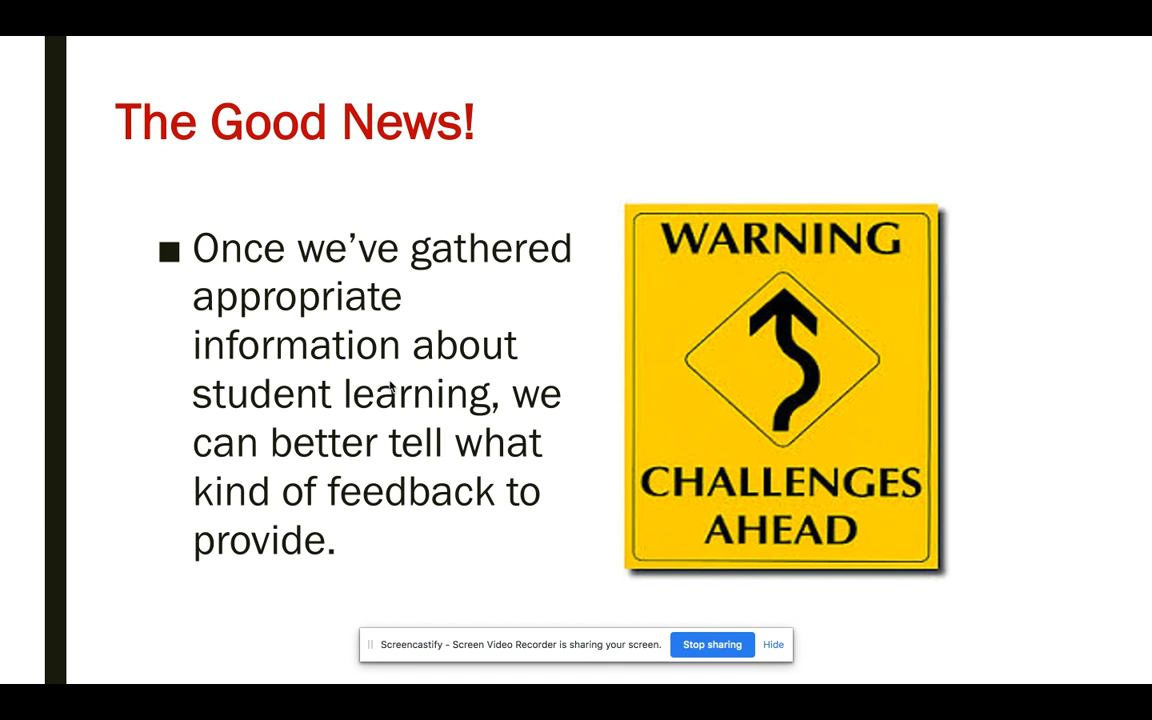 The Good News!
■ Once we’ve gathered
appropriate
information about
student learning, we
can better tell what
kind of feedback to
provide.
WARNING
CHALLENGES
AHEAD
Screencastify - Screen Video Recorder is sharing your screen. Stop sharing Hide